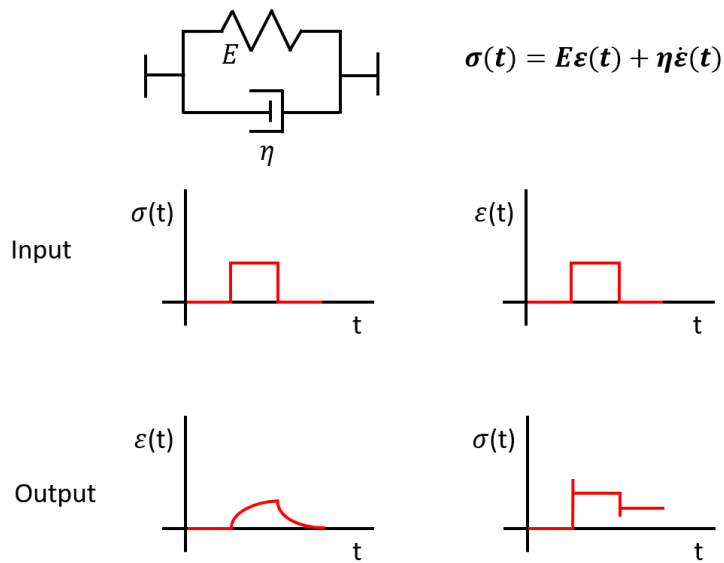 E
σ(t) = Eε(t) + ηε̇(t)
η
σ(t)
ε(t)
Input
t
t
ε(t)
σ(t)
Output
t
t